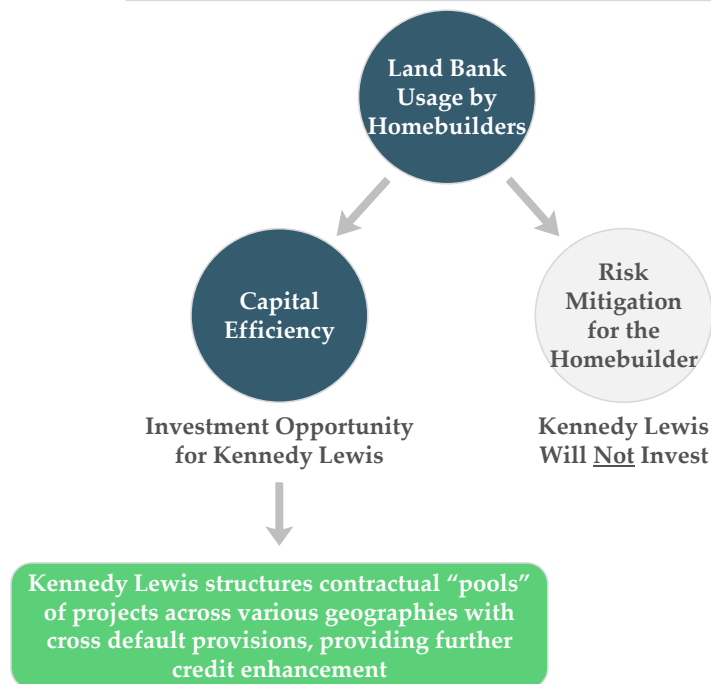 Land Bank
Usage by
Homebuilders
Capital
Efficiency
Risk
Mitigation
for the
Homebuilder
Investment Opportunity
for Kennedy Lewis
Kennedy Lewis
Will Not Invest
Kennedy Lewis structures contractual “pools”
of projects across various geographies with
cross default provisions, providing further
credit enhancement